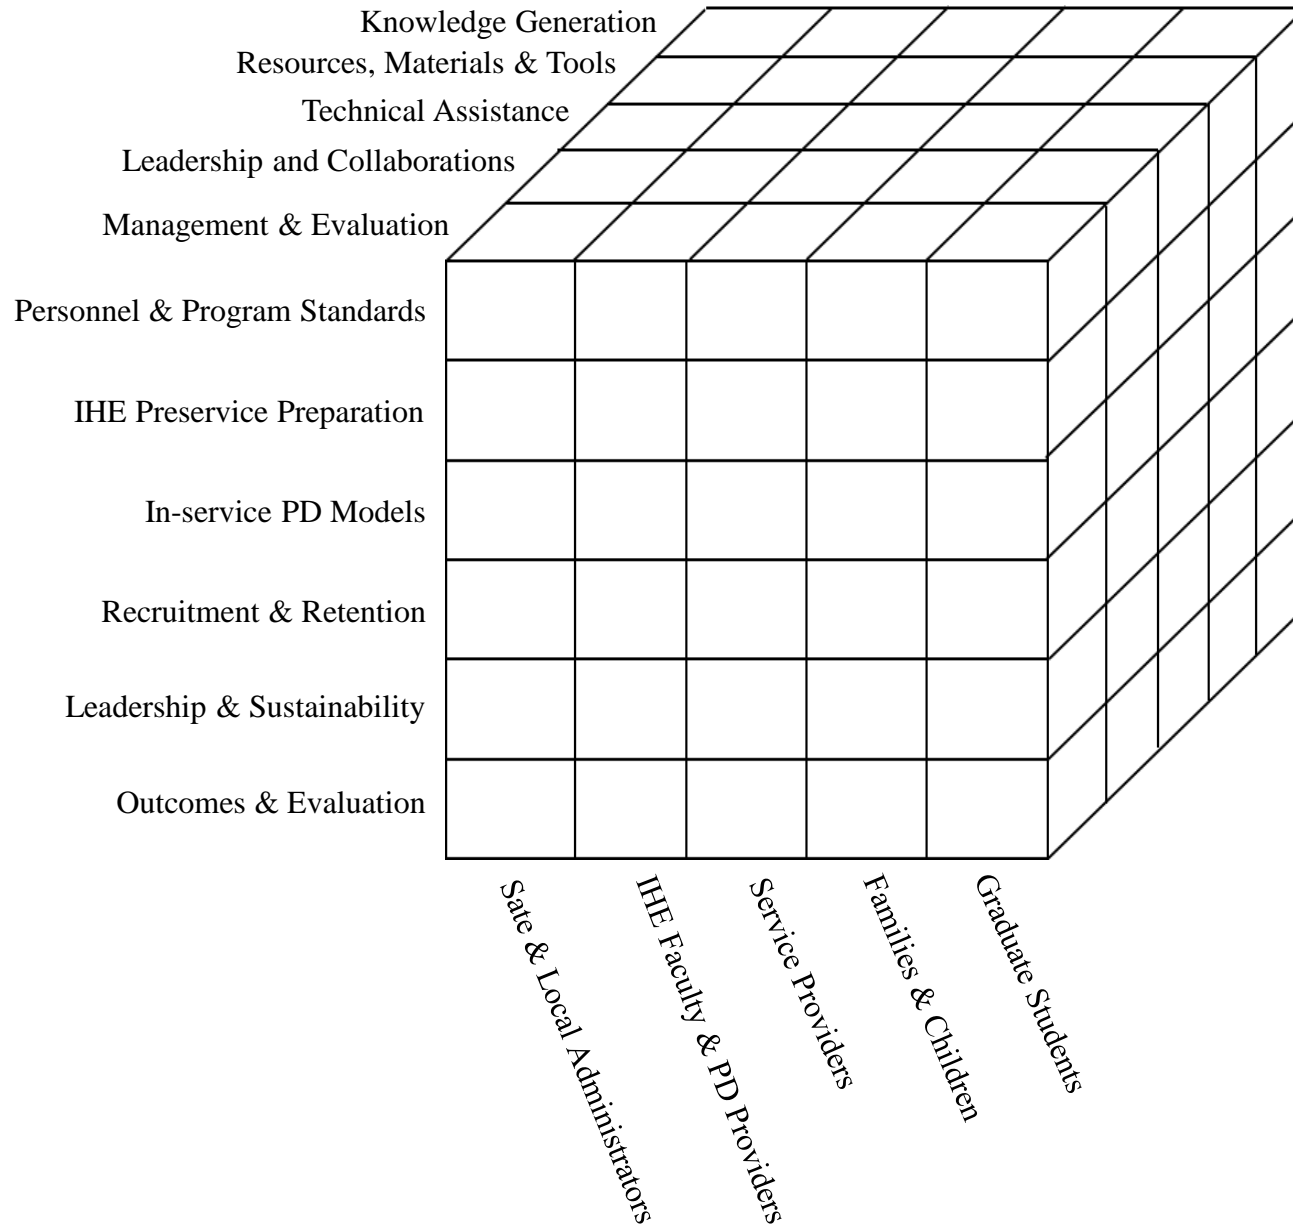 Knowledge Generation
Resources, Materials & Tools
Technical Assistance
Leadership and Collaborations
Management & Evaluation
Personnel & Program Standards
IHE Preservice Preparation
In-service PD Models
Recruitment & Retention
Leadership & Sustainability
Outcomes & Evaluation
Sate & Local Administrators
IHE Faculty & PD Providers
Service Providers
Families & Children
Graduate Students